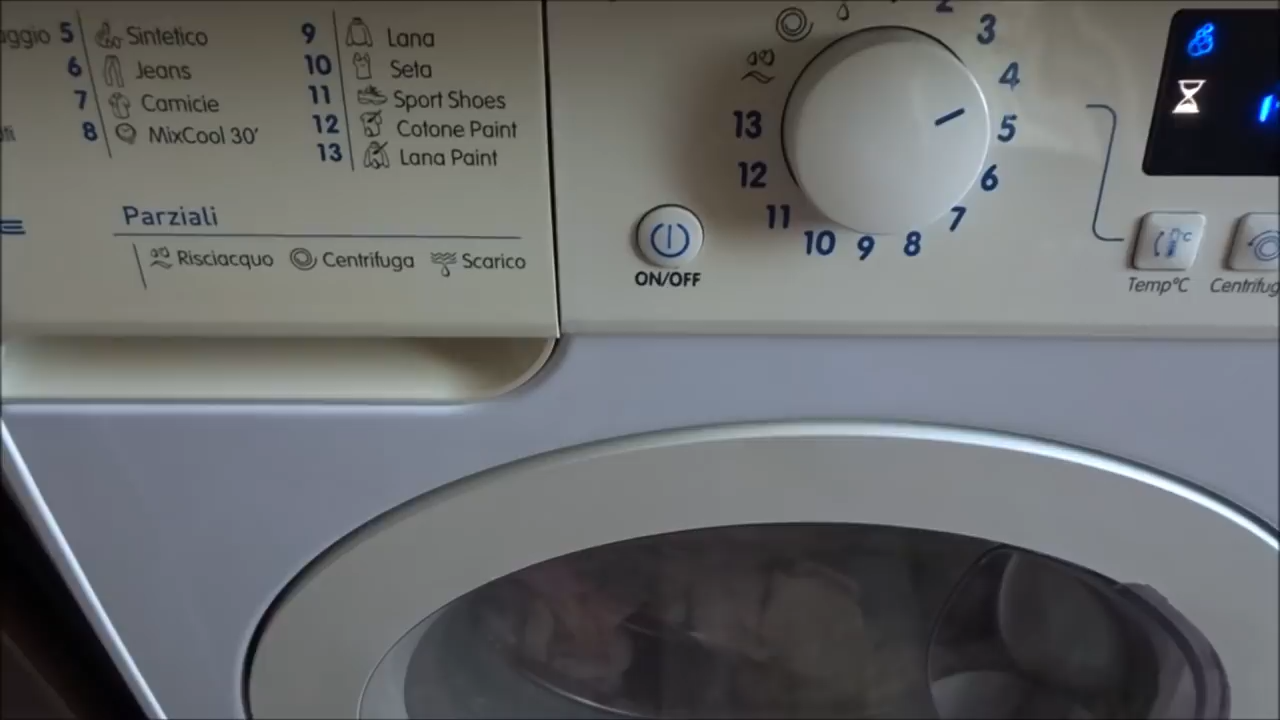 5 Sintetico
6 Jeans
7 Camicie
8 MixCool 30'
9 Lana
10 Seta
11 Sport Shoes
12 Cotone Paint
13 Lana Paint
Parziali
Risciacquo Centrifuga Scarico
ON/OFF
2
3
4
5
6
7
8
9
10
11
12
13
Temp°C